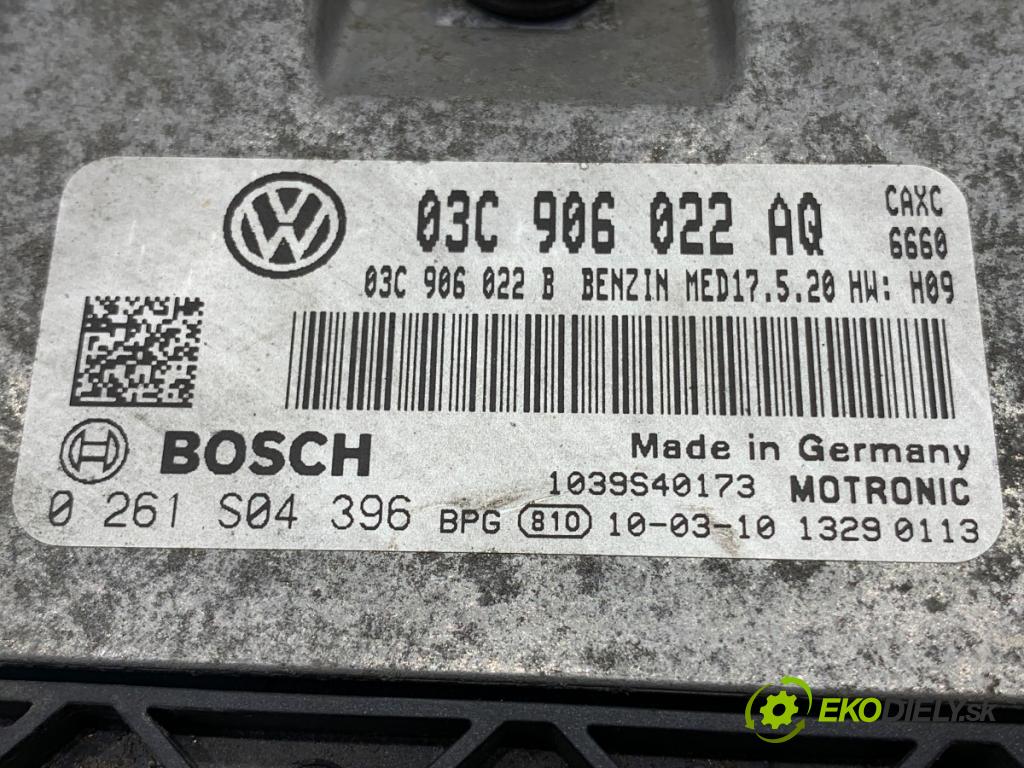 03C 906 022 AQ CAXC
6660
03C 906 022 B BENZIN MED17.5.20 HW: H09
BOSCH Made in Germany
1039S40173 MOTRONIC
0 261 S04 396 BPG 810 10-03-10 1329 0113
EKODIELY.sk